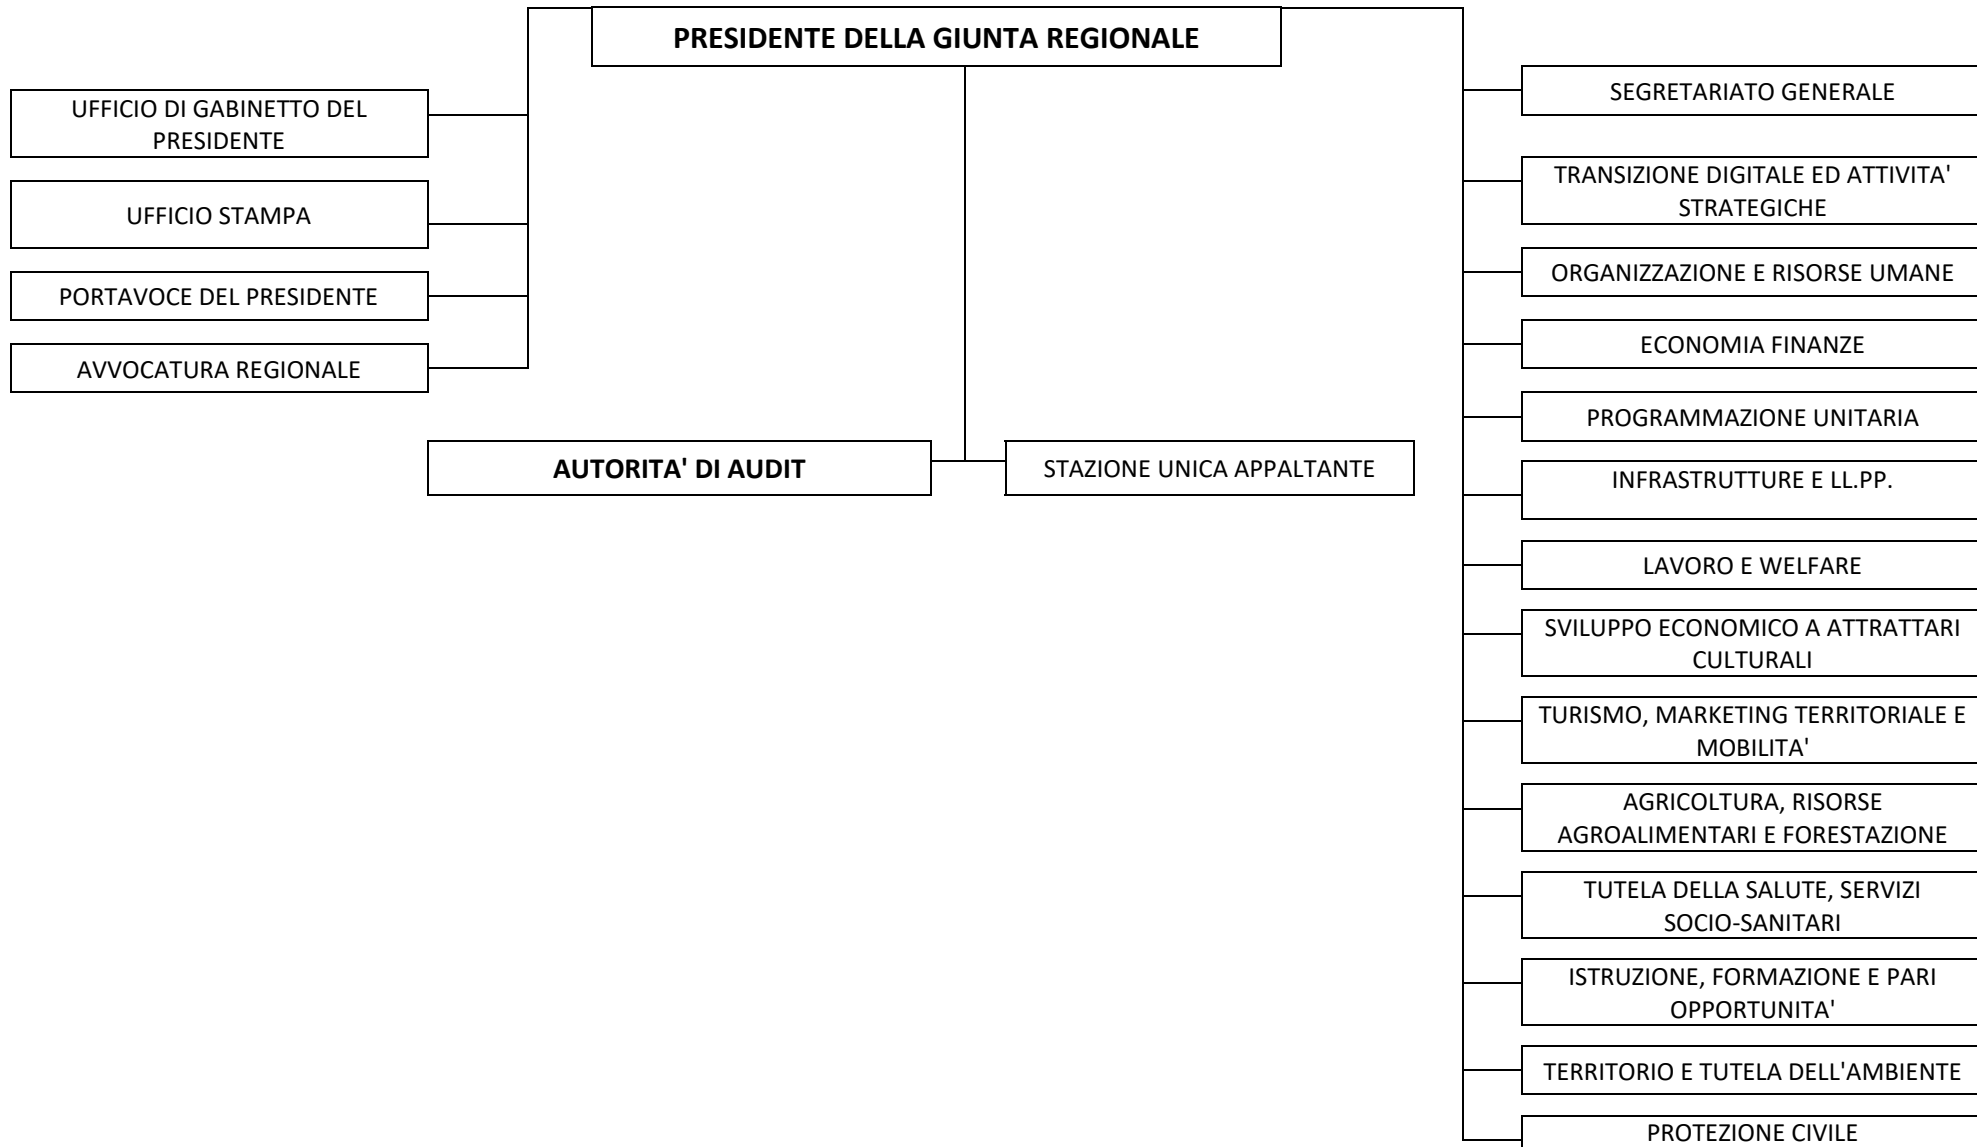 PRESIDENTE DELLA GIUNTA REGIONALE
UFFICIO DI GABINETTO DEL
PRESIDENTE
UFFICIO STAMPA
PORTAVOCE DEL PRESIDENTE
AVVOCATURA REGIONALE
AUTORITA' DI AUDIT
STAZIONE UNICA APPALTANTE
SEGRETARIATO GENERALE
TRANSIZIONE DIGITALE ED ATTIVITA'
STRATEGICHE
ORGANIZZAZIONE E RISORSE UMANE
ECONOMIA FINANZE
PROGRAMMAZIONE UNITARIA
INFRASTRUTTURE E LL.PP.
LAVORO E WELFARE
SVILUPPO ECONOMICO A ATTRATTARI
CULTURALI
TURISMO, MARKETING TERRITORIALE E
MOBILITA'
AGRICOLTURA, RISORSE
AGROALIMENTARI E FORESTAZIONE
TUTELA DELLA SALUTE, SERVIZI
SOCIO-SANITARI
ISTRUZIONE, FORMAZIONE E PARI
OPPORTUNITA'
TERRITORIO E TUTELA DELL'AMBIENTE
PROTEZIONE CIVILE